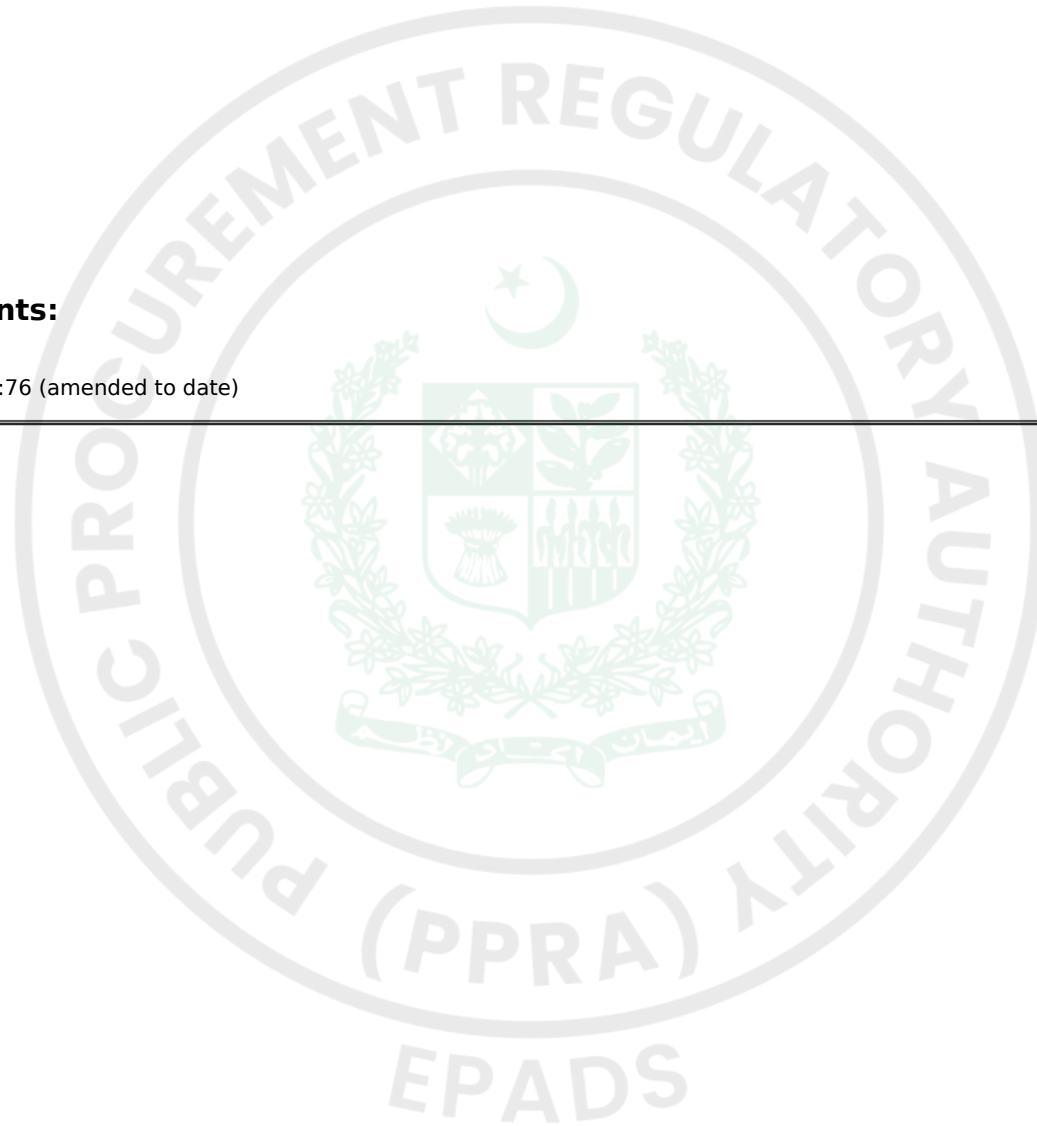 PUBLIC PROCUREMENT REGULATORY AUTHORITY
nts:
:76 (amended to date)
(PPRA)
EPADS